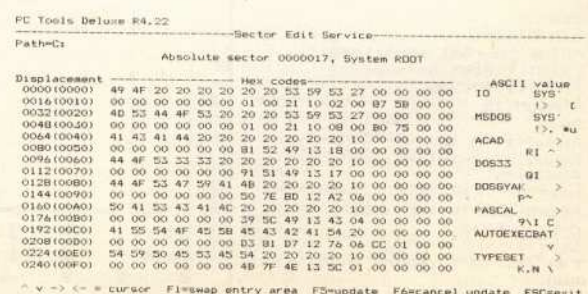 PC Tools Deluxe R4.22
Sector Edit Service
Path=C:
Absolute sector 0000017, System ROOT
Displacement Hex codes ASCII value
0000(0000) 49 4F 20 20 20 20 20 20 53 59 53 27 00 00 00 00 IO SYS'
0016(0010) 00 00 00 00 00 00 01 00 21 10 02 00 B7 5B 00 00 !> [
0032(0020) 4D 53 44 4F 53 20 20 20 53 59 53 27 00 00 00 00 MSDOS SYS'
0048(0030) 00 00 00 00 00 00 01 00 21 10 0B 00 B0 75 00 00 !>. *u
0064(0040) 41 43 41 44 20 20 20 20 20 20 20 10 00 00 00 00 ACAD >
0080(0050) 00 00 00 00 00 00 81 52 49 13 18 00 00 00 00 00 RI ^
0096(0060) 44 4F 53 33 33 20 20 20 20 20 20 10 00 00 00 00 DOS33 >
0112(0070) 00 00 00 00 00 00 91 51 49 13 17 00 00 00 00 00 QI
0128(0080) 44 4F 53 47 59 41 4B 20 20 20 20 10 00 00 00 00 DOSGYAK >
0144(0090) 00 00 00 00 00 00 50 7E BD 12 A2 06 00 00 00 00 P~
0160(00A0) 50 41 53 43 41 4C 20 20 20 20 20 10 00 00 00 00 PASCAL >
0176(00B0) 00 00 00 00 00 00 39 5C 49 13 43 04 00 00 00 00 9\I C
0192(00C0) 41 55 54 4F 45 58 45 43 42 41 54 20 00 00 00 00 AUTOEXECBAT
0208(00D0) 00 00 00 00 00 00 D3 81 D7 12 76 06 CC 01 00 00 v
0224(00E0) 54 59 50 45 53 45 54 20 20 20 20 10 00 00 00 00 TYPESET >
0240(00F0) 00 00 00 00 00 00 4B 7F 4E 13 5C 01 00 00 00 00 K.N \
^ v -> <- = cursor F1=swap entry area F5=update F6=cancel update ESC=exit